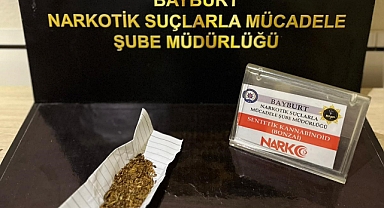 BAYBURT
NARKOTİK SUÇLARLA MÜCADELE
ŞUBE MÜDÜRLÜĞÜ
BAYBURT
NARKOTİK SUÇLARLA
MÜCADELE ŞUBE MÜDÜRLÜĞÜ
SENTETİK KANNABİNOİD
(BONZAİ)
NARKO